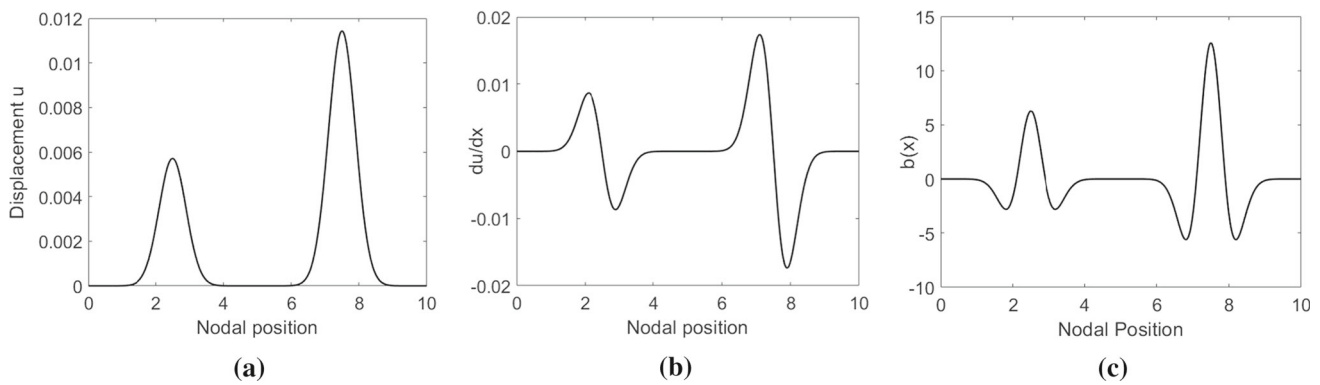 0.012
0.01
0.008
0.006
0.004
0.002
0
Displacement u
0 2 4 6 8 10
Nodal position
(a)
0.02
0.01
0
-0.01
-0.02
du/dx
0 2 4 6 8 10
Nodal position
(b)
15
10
5
0
-5
-10
b(x)
0 2 4 6 8 10
Nodal Position
(c)